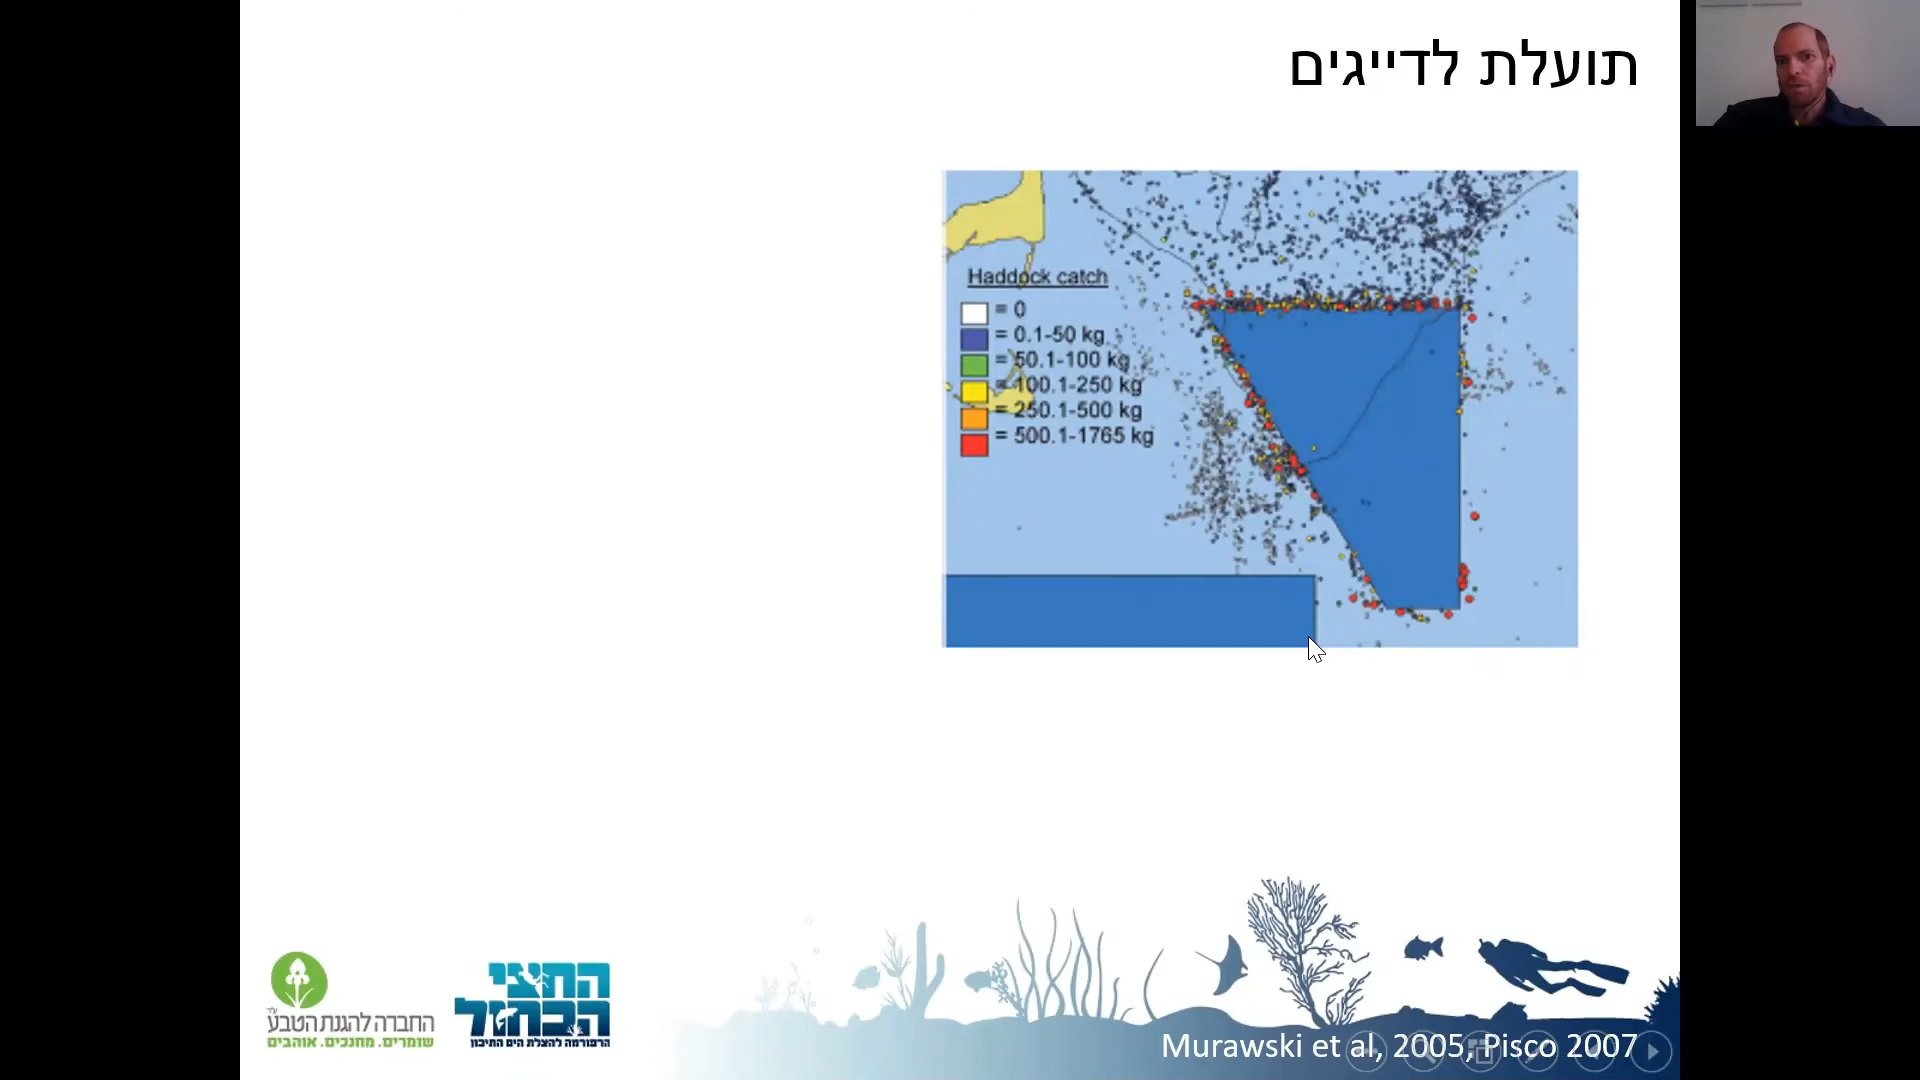 תועלת לדייגים
Haddock catch
= 0
= 0.1-50 kg
= 50.1-100 kg
= 100.1-250 kg
= 250.1-500 kg
= 500.1-1765 kg
החברה להגנת הטבע ע״ר
שומרים. מחנכים. אוהבים
החצי
הכחול
הרפורמה להצלת הים התיכון
Murawski et al, 2005, Pisco 2007